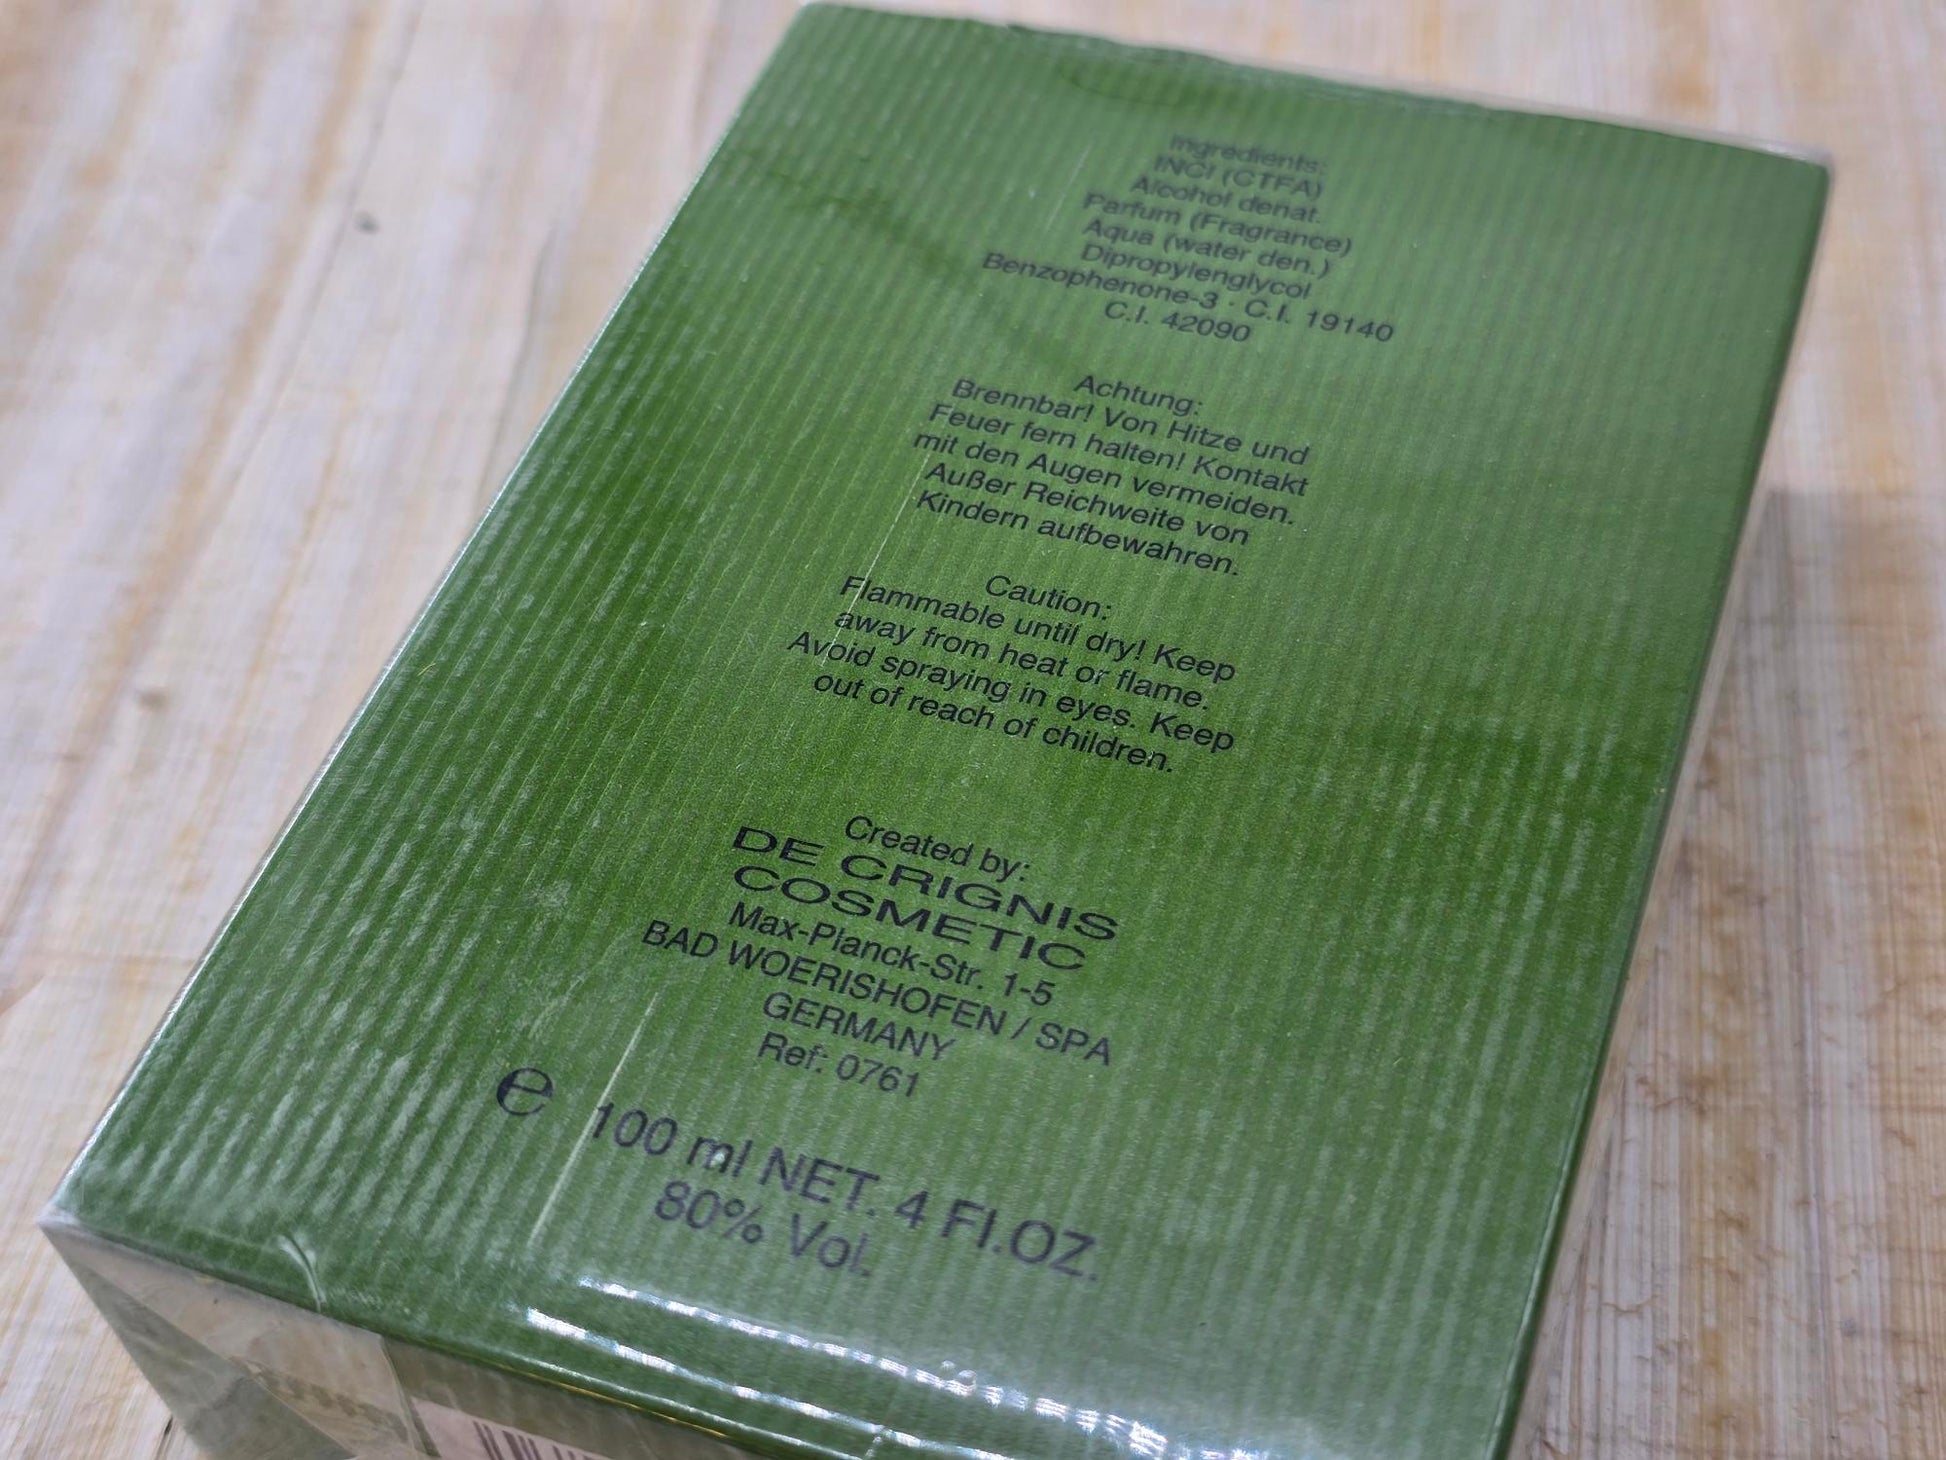 Ingredients:
INCI (CTFA)
Alcohol denat.
Parfum (Fragrance)
Aqua (water den.)
Dipropylenglycol
Benzophenone-3 · C.I. 19140
C.I. 42090
Achtung:
Brennbar! Von Hitze und
Feuer fern halten! Kontakt
mit den Augen vermeiden.
Außer Reichweite von
Kindern aufbewahren.
Caution:
Flammable until dry! Keep
away from heat or flame.
Avoid spraying in eyes. Keep
out of reach of children.
Created by:
DE CRIGNIS
COSMETIC
Max-Planck-Str. 1-5
BAD WOERISHOFEN / SPA
GERMANY
Ref: 0761
℮ 100 ml NET. 4 Fl.OZ.
80% Vol.